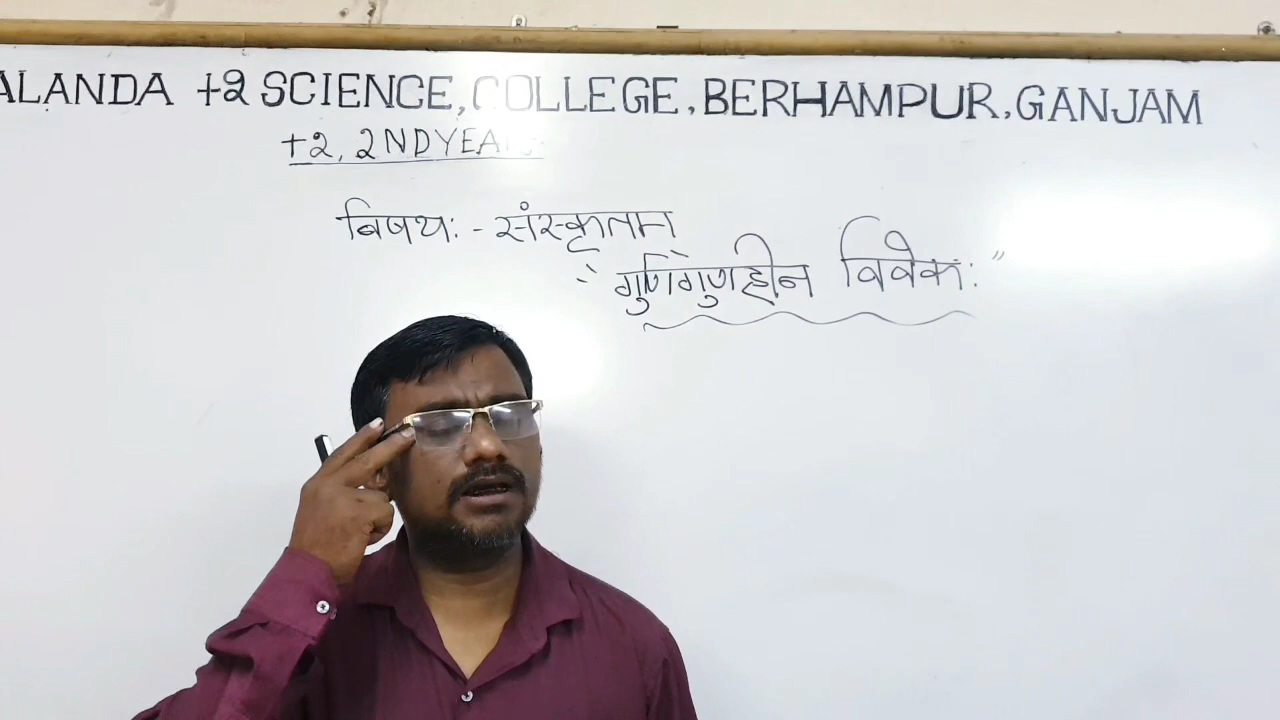 ALANDA +2 SCIENCE, COLLEGE, BERHAMPUR, GANJAM
+2, 2ND YEAR
बिषयः - संस्कृतम्
“गुणिगुणहीन विवेकः”